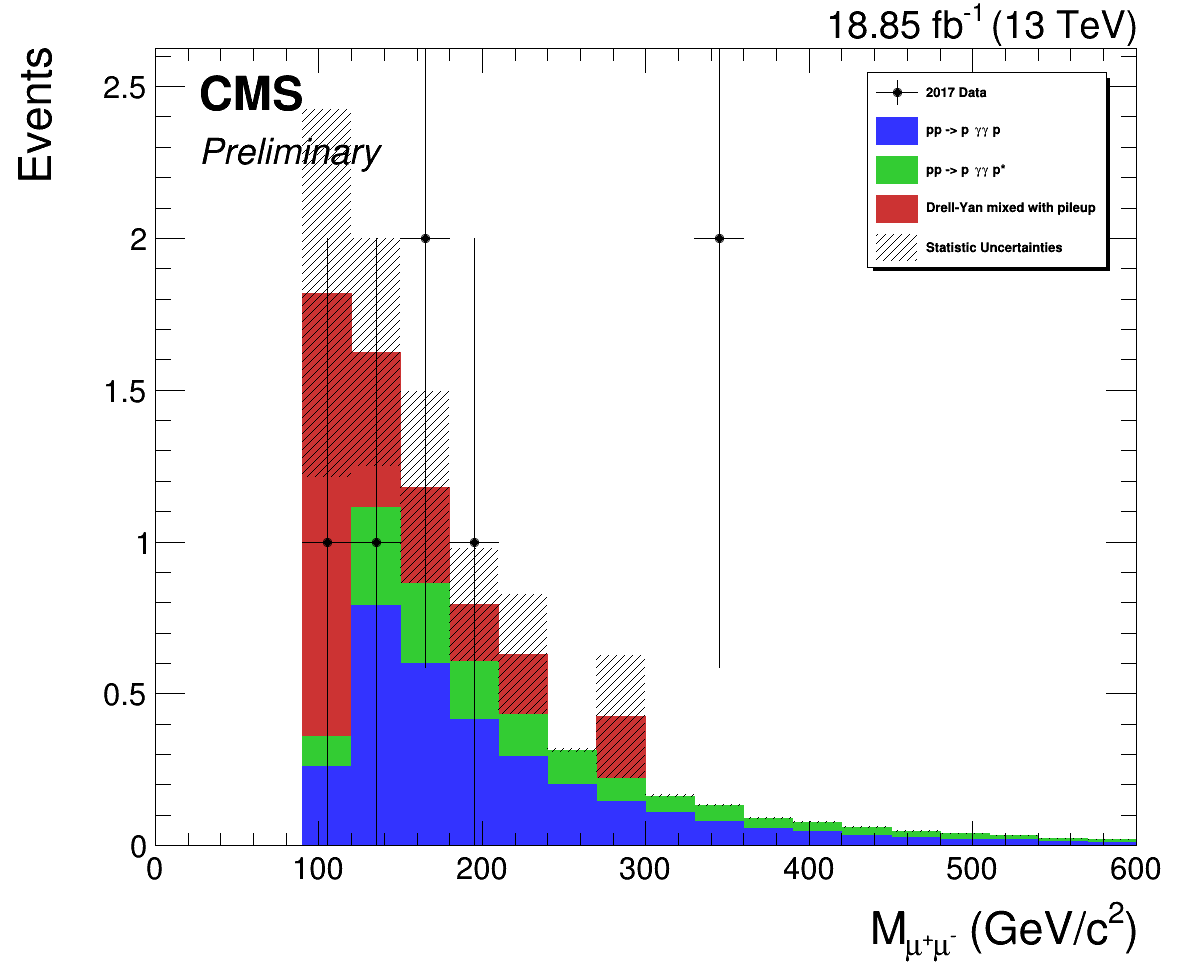 18.85 fb⁻¹ (13 TeV)
Events
CMS
Preliminary
2017 Data
pp -> p γγ p
pp -> p γγ p*
Drell-Yan mixed with pileup
Statistic Uncertainties
2.5
2
1.5
1
0.5
0
0 100 200 300 400 500 600
M_μ⁺μ⁻ (GeV/c²)